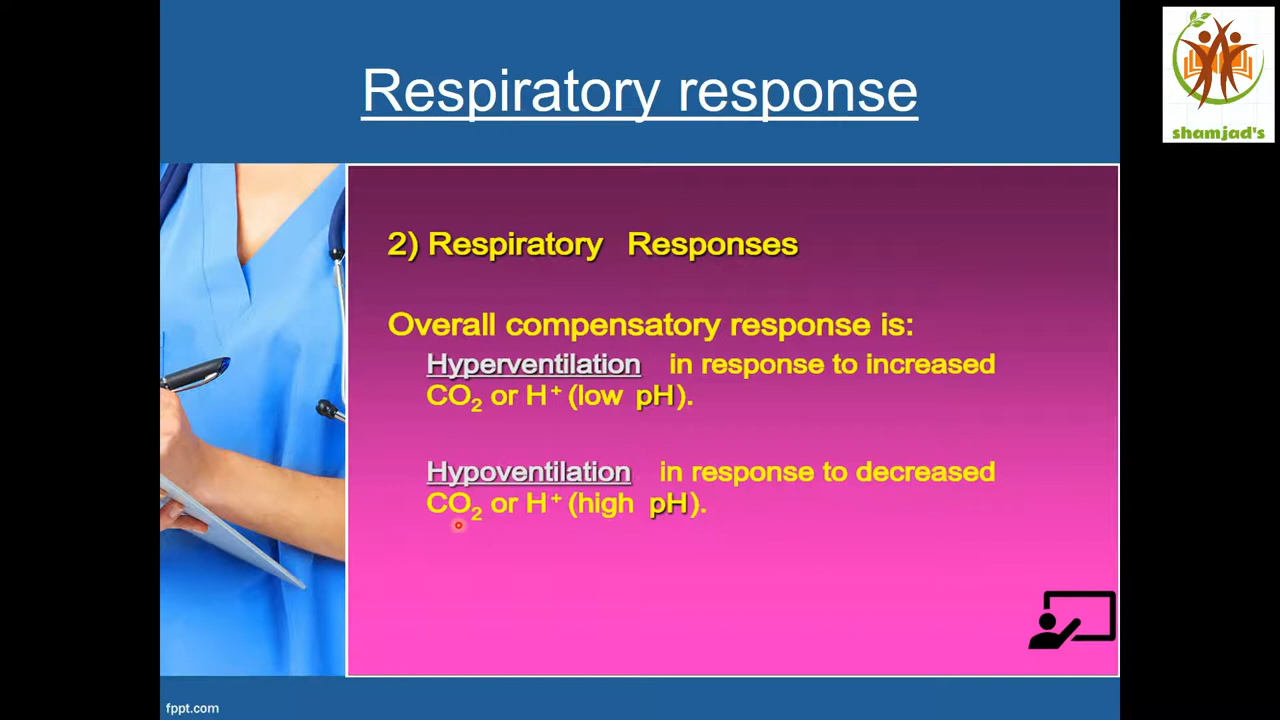 Respiratory response
shamjad's
2) Respiratory Responses
Overall compensatory response is:
Hyperventilation in response to increased
CO₂ or H⁺ (low pH).
Hypoventilation in response to decreased
CO₂ or H⁺ (high pH).
fppt.com